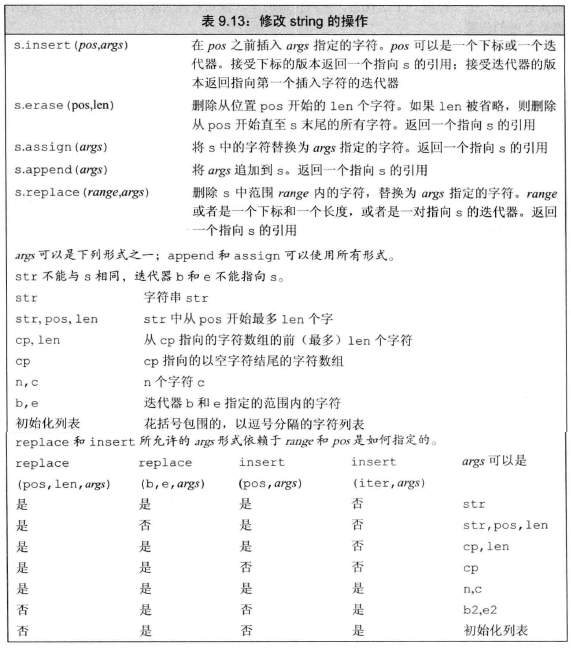 表 9.13：修改 string 的操作
s.insert(pos,args) 在 pos 之前插入 args 指定的字符。pos 可以是一个下标或一个迭
代器。接受下标的版本返回一个指向 s 的引用；接受迭代器的版
本返回指向第一个插入字符的迭代器
s.erase(pos,len) 删除从位置 pos 开始的 len 个字符。如果 len 被省略，则删除
从 pos 开始直至 s 末尾的所有字符。返回一个指向 s 的引用
s.assign(args) 将 s 中的字符替换为 args 指定的字符。返回一个指向 s 的引用
s.append(args) 将 args 追加到 s。返回一个指向 s 的引用
s.replace(range,args) 删除 s 中范围 range 内的字符，替换为 args 指定的字符。range
或者是一个下标和一个长度，或者是一对指向 s 的迭代器。返回
一个指向 s 的引用
args 可以是下列形式之一；append 和 assign 可以使用所有形式。
str 不能与 s 相同，迭代器 b 和 e 不能指向 s。
str 字符串 str
str,pos,len str 中从 pos 开始最多 len 个字
cp,len 从 cp 指向的字符数组的前（最多）len 个字符
cp cp 指向的以空字符结尾的字符数组
n,c n 个字符 c
b,e 迭代器 b 和 e 指定的范围内的字符
初始化列表 花括号包围的，以逗号分隔的字符列表
replace 和 insert 所允许的 args 形式依赖于 range 和 pos 是如何指定的。
replace replace insert insert args 可以是
(pos,len,args) (b,e,args) (pos,args) (iter,args)
是 是 是 否 str
是 否 是 否 str,pos,len
是 是 是 否 cp,len
是 是 否 否 cp
是 是 是 是 n,c
否 是 否 是 b2,e2
否 是 否 是 初始化列表